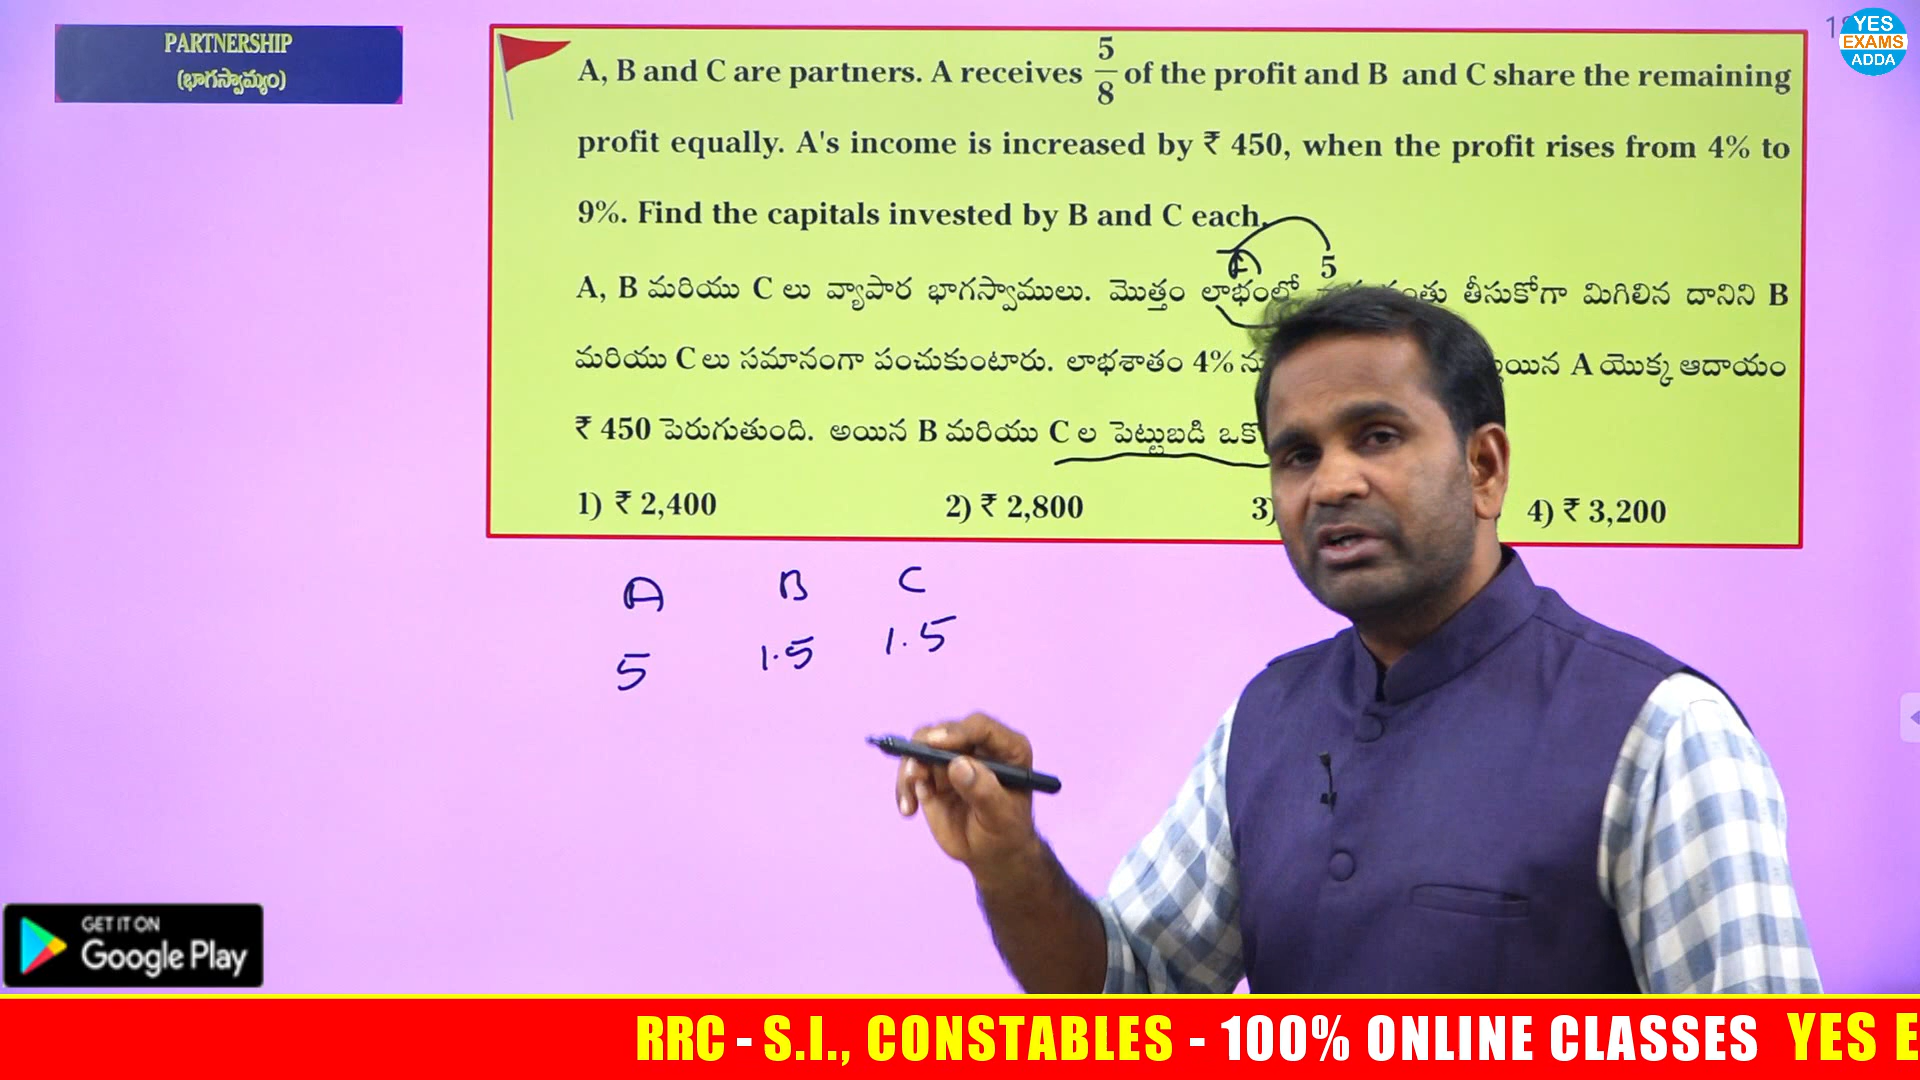 PARTNERSHIP
(భాగస్వామ్యం)
YES
EXAMS
ADDA
A, B and C are partners. A receives 5/8 of the profit and B and C share the remaining
profit equally. A's income is increased by ₹ 450, when the profit rises from 4% to
9%. Find the capitals invested by B and C each.
5
A, B మరియు C లు వ్యాపార భాగస్వాములు. మొత్తం లాభంలో తీసుకోగా మిగిలిన దానిని B
మరియు C లు సమానంగా పంచుకుంటారు. లాభశాతం 4% A యొక్క ఆదాయం
₹ 450 పెరుగుతుంది. అయిన B మరియు C ల పెట్టుబడి
1) ₹ 2,400 2) ₹ 2,800 3) 4) ₹ 3,200
A B C
5 1.5 1.5
GET IT ON
Google Play
RRC - S.I., CONSTABLES - 100% ONLINE CLASSES YES E